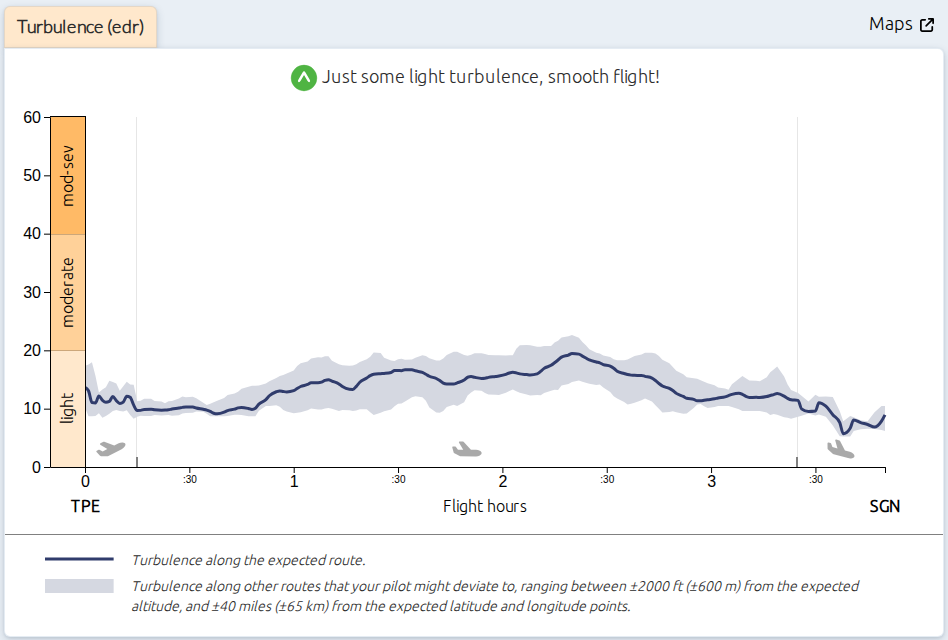 Turbulence (edr)
Maps
Just some light turbulence, smooth flight!
60
50
40
30
20
10
0
mod-sev
moderate
light
0 :30 1 :30 2 :30 3 :30
TPE Flight hours SGN
Turbulence along the expected route.
Turbulence along other routes that your pilot might deviate to, ranging between ±2000 ft (±600 m) from the expected
altitude, and ±40 miles (±65 km) from the expected latitude and longitude points.